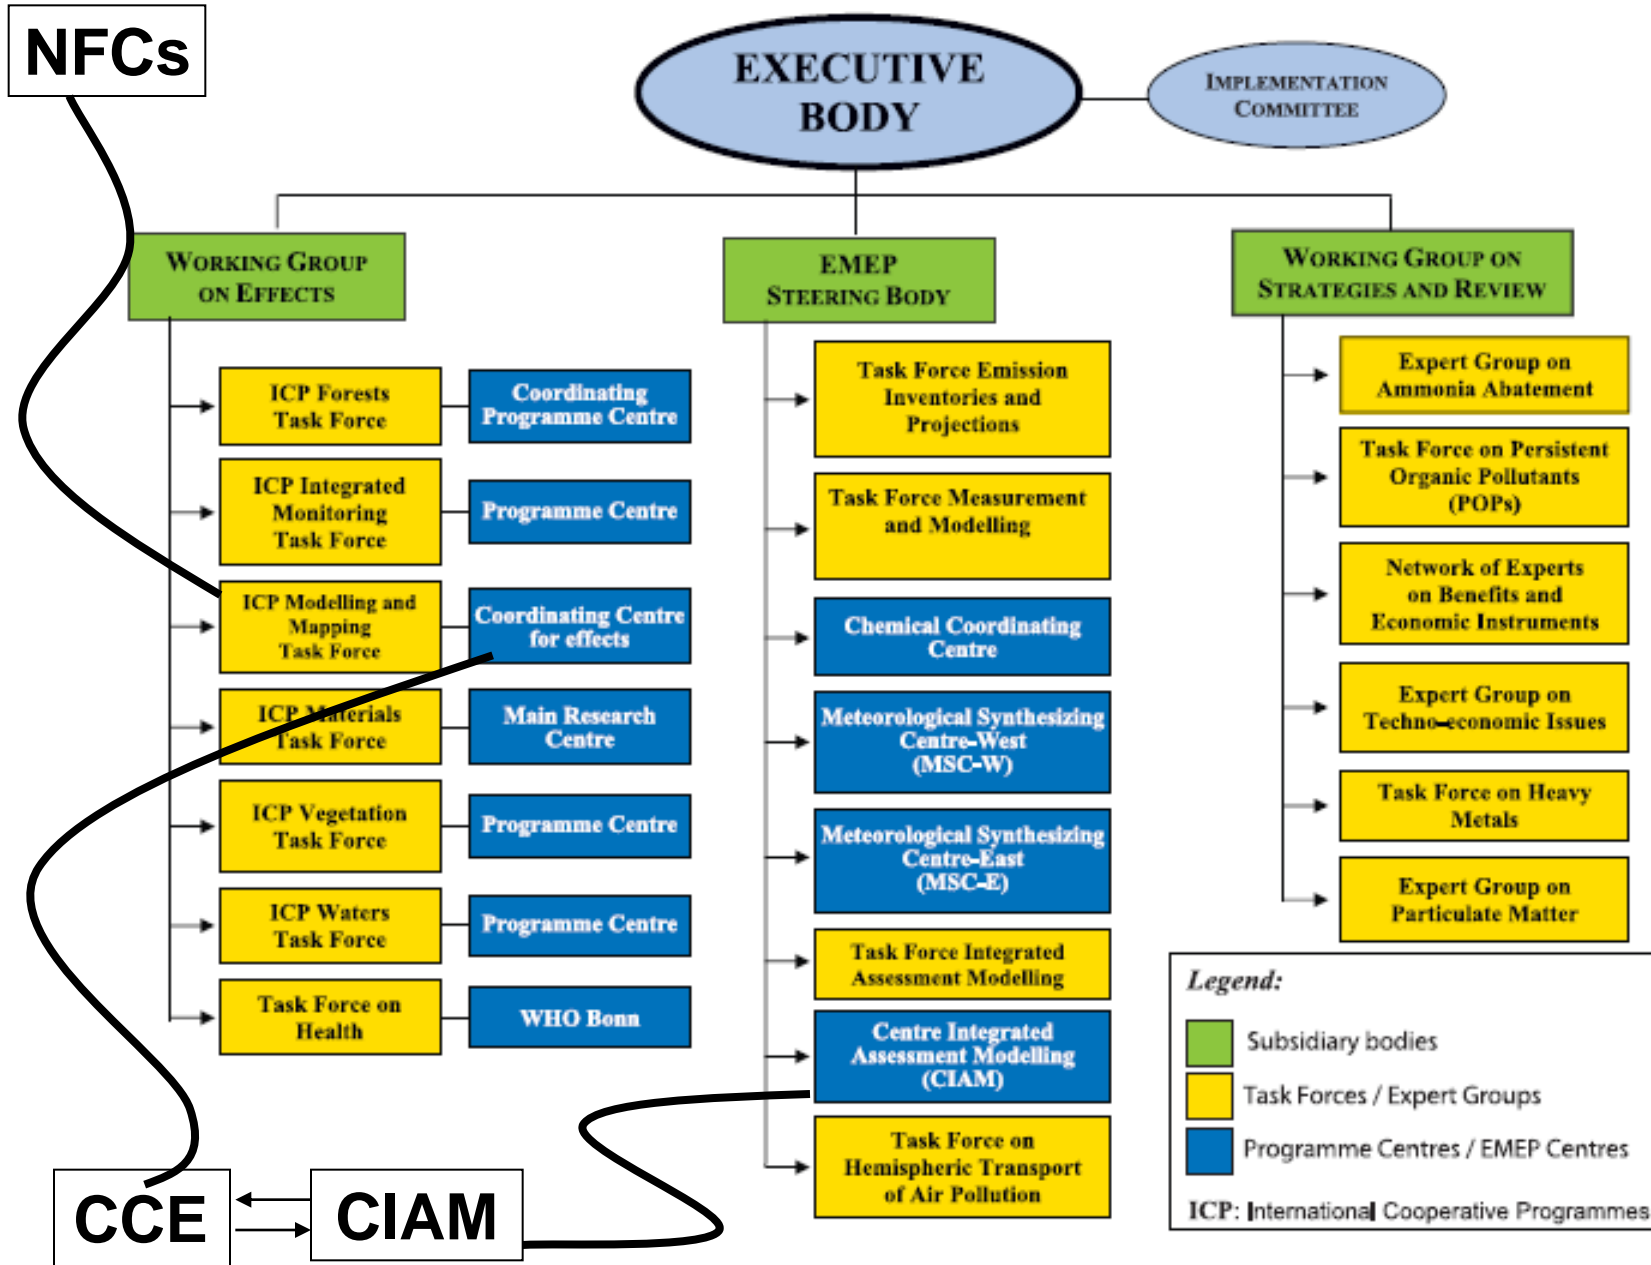 NFCs
EXECUTIVE
BODY
IMPLEMENTATION
COMMITTEE
WORKING GROUP
ON EFFECTS
ICP Forests
Task Force
Coordinating
Programme Centre
ICP Integrated
Monitoring
Task Force
Programme Centre
ICP Modelling and
Mapping
Task Force
Coordinating Centre
for effects
ICP Materials
Task Force
Main Research
Centre
ICP Vegetation
Task Force
Programme Centre
ICP Waters
Task Force
Programme Centre
Task Force on
Health
WHO Bonn
EMEP
STEERING BODY
Task Force Emission
Inventories and
Projections
Task Force Measurement
and Modelling
Chemical Coordinating
Centre
Meteorological Synthesizing
Centre-West
(MSC-W)
Meteorological Synthesizing
Centre-East
(MSC-E)
Task Force Integrated
Assessment Modelling
Centre Integrated
Assessment Modelling
(CIAM)
Task Force on
Hemispheric Transport
of Air Pollution
WORKING GROUP ON
STRATEGIES AND REVIEW
Expert Group on
Ammonia Abatement
Task Force on Persistent
Organic Pollutants
(POPs)
Network of Experts
on Benefits and
Economic Instruments
Expert Group on
Techno-economic Issues
Task Force on Heavy
Metals
Expert Group on
Particulate Matter
Legend:
Subsidiary bodies
Task Forces / Expert Groups
Programme Centres / EMEP Centres
ICP: International Cooperative Programmes
CCE
CIAM